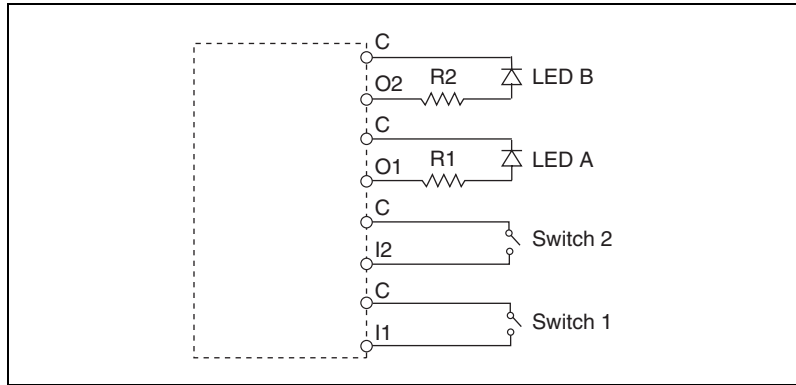 C
R2
LED B
O2
C
R1
LED A
O1
C
Switch 2
I2
C
Switch 1
I1